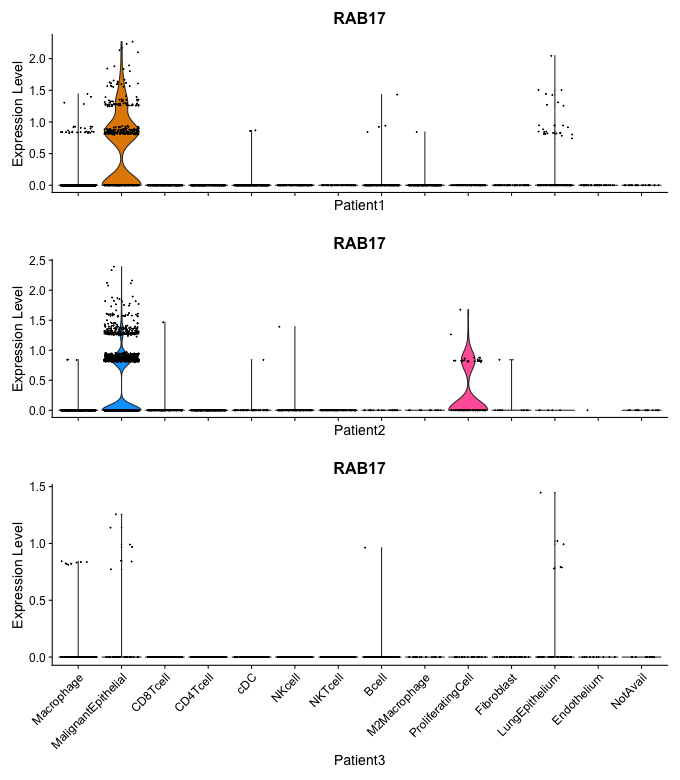 RAB17
Expression Level
2.0
1.5
1.0
0.5
0.0
Patient1
RAB17
Expression Level
2.5
2.0
1.5
1.0
0.5
0.0
Patient2
RAB17
Expression Level
1.5
1.0
0.5
0.0
Macrophage
MalignantEpithelial
CD8Tcell
CD4Tcell
cDC
NKcell
NKTcell
Bcell
M2Macrophage
ProliferatingCell
Fibroblast
LungEpithelium
Endothelium
NotAvail
Patient3